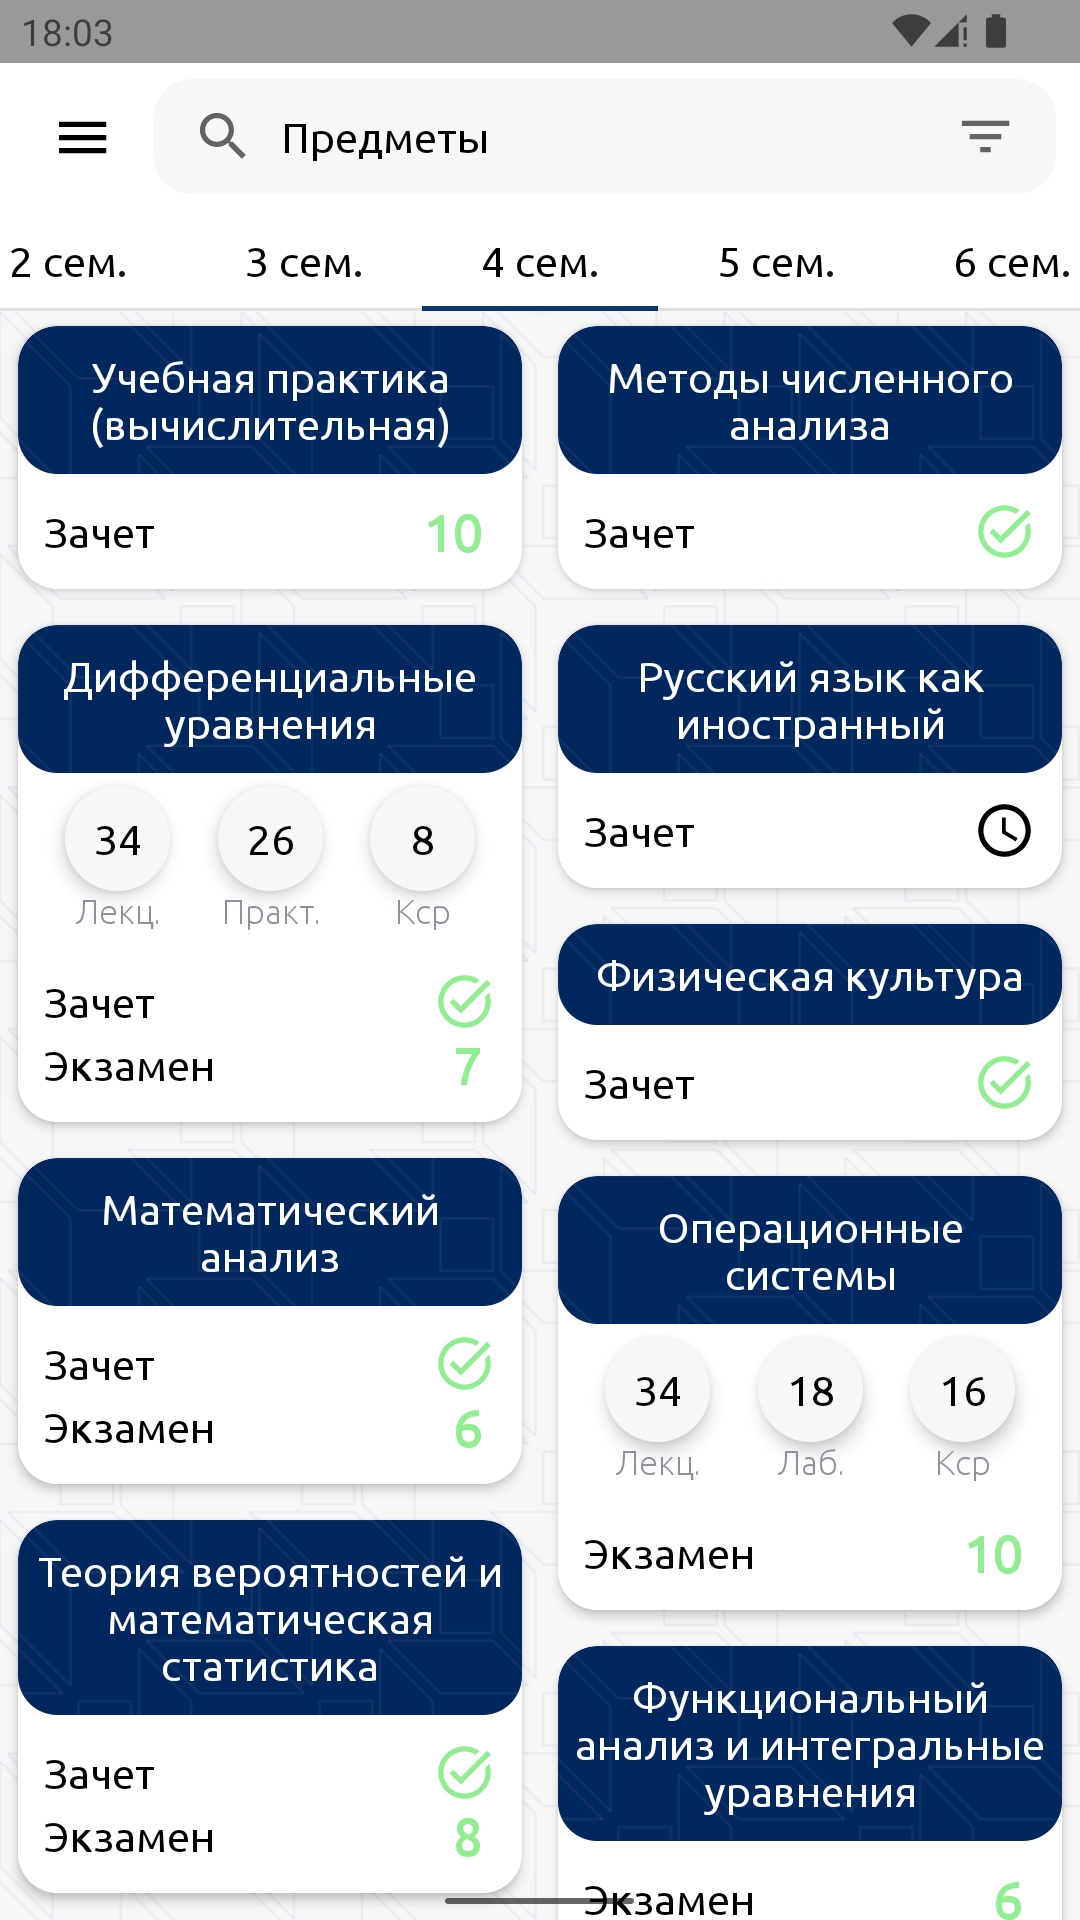 18:03
Предметы
2 сем.
3 сем.
4 сем.
5 сем.
6 сем.
Учебная практика
(вычислительная)
Зачет
10
Методы численного
анализа
Зачет
Дифференциальные
уравнения
34
26
8
Лекц.
Практ.
Кср
Зачет
Экзамен
7
Русский язык как
иностранный
Зачет
Физическая культура
Зачет
Математический
анализ
Зачет
Экзамен
6
Операционные
системы
34
18
16
Лекц.
Лаб.
Кср
Экзамен
10
Теория вероятностей и
математическая
статистика
Зачет
Экзамен
8
Функциональный
анализ и интегральные
уравнения
Экзамен
6